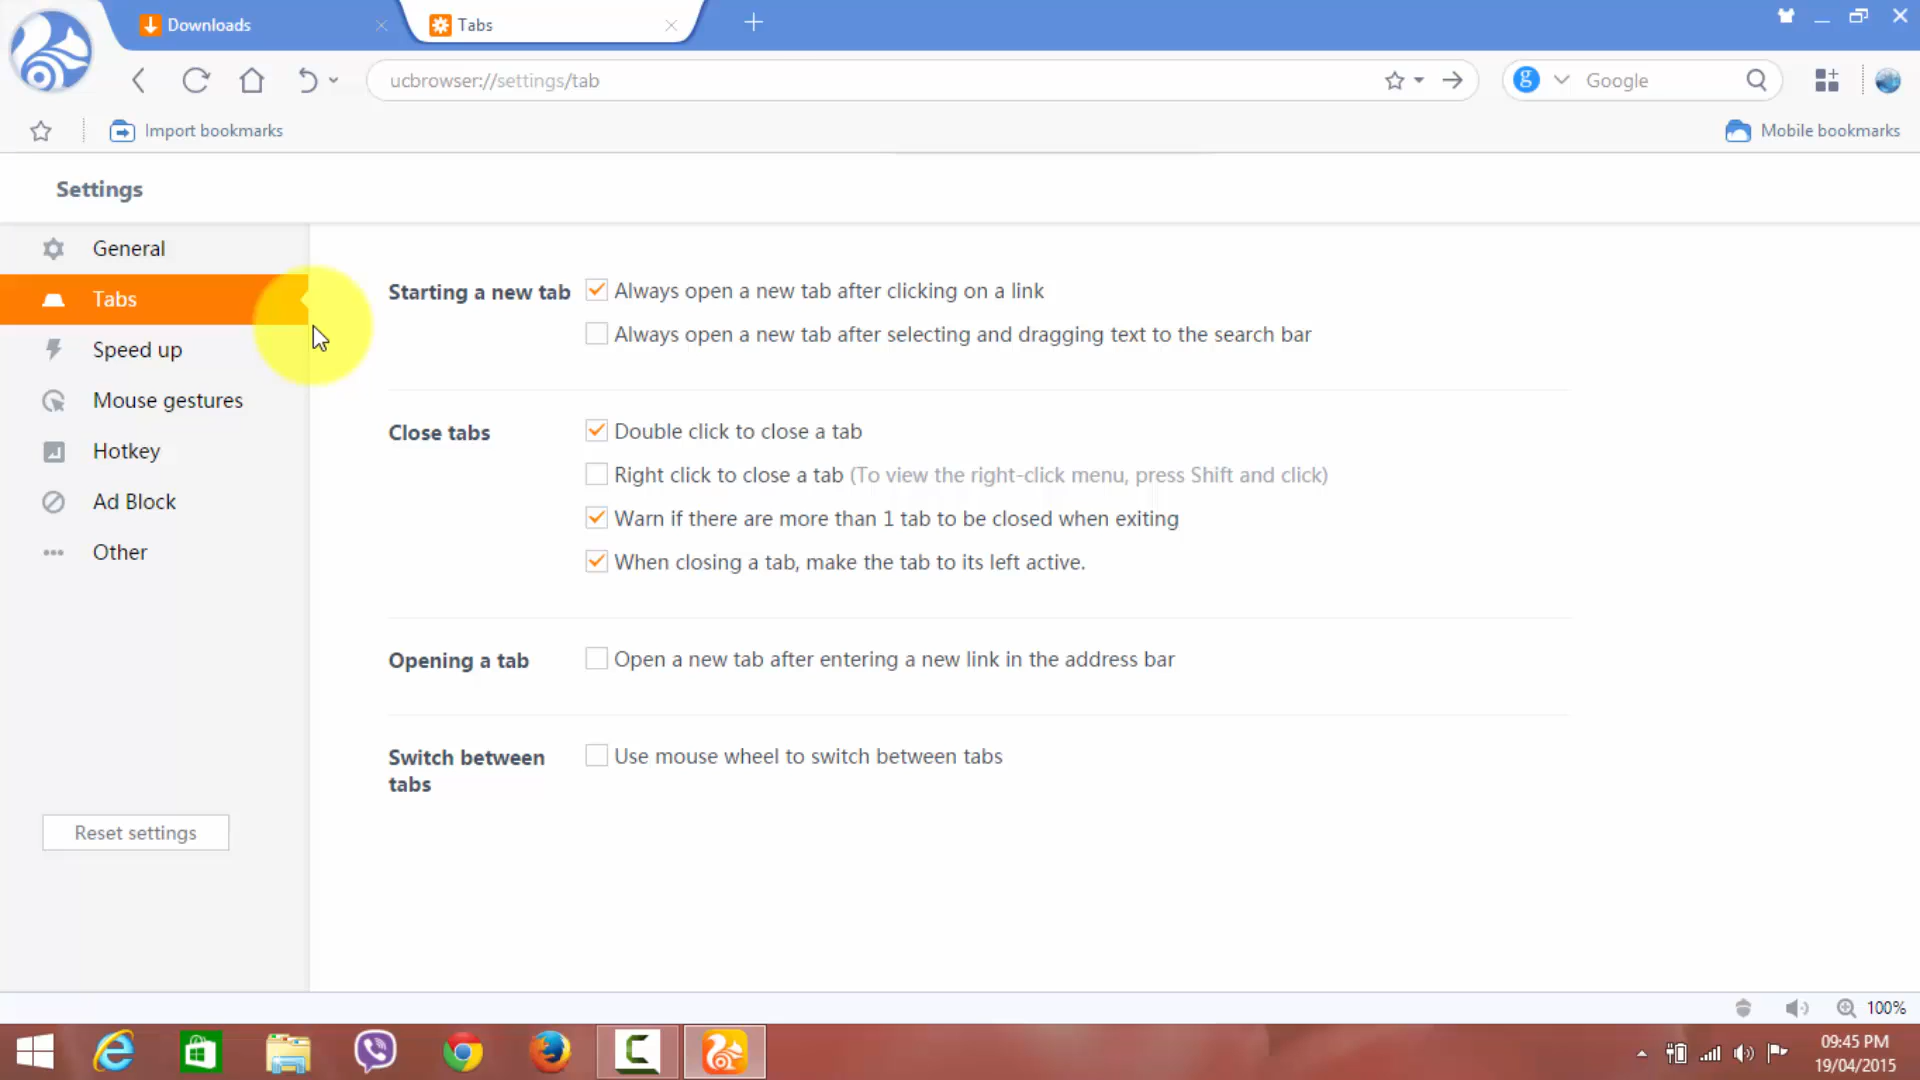 Downloads
Tabs
ucbrowser://settings/tab
Google
Import bookmarks
Mobile bookmarks
Settings
General
Tabs
Speed up
Mouse gestures
Hotkey
Ad Block
Other
Reset settings
Starting a new tab
Always open a new tab after clicking on a link
Always open a new tab after selecting and dragging text to the search bar
Close tabs
Double click to close a tab
Right click to close a tab (To view the right-click menu, press Shift and click)
Warn if there are more than 1 tab to be closed when exiting
When closing a tab, make the tab to its left active.
Opening a tab
Open a new tab after entering a new link in the address bar
Switch between
tabs
Use mouse wheel to switch between tabs
100%
09:45 PM
19/04/2015